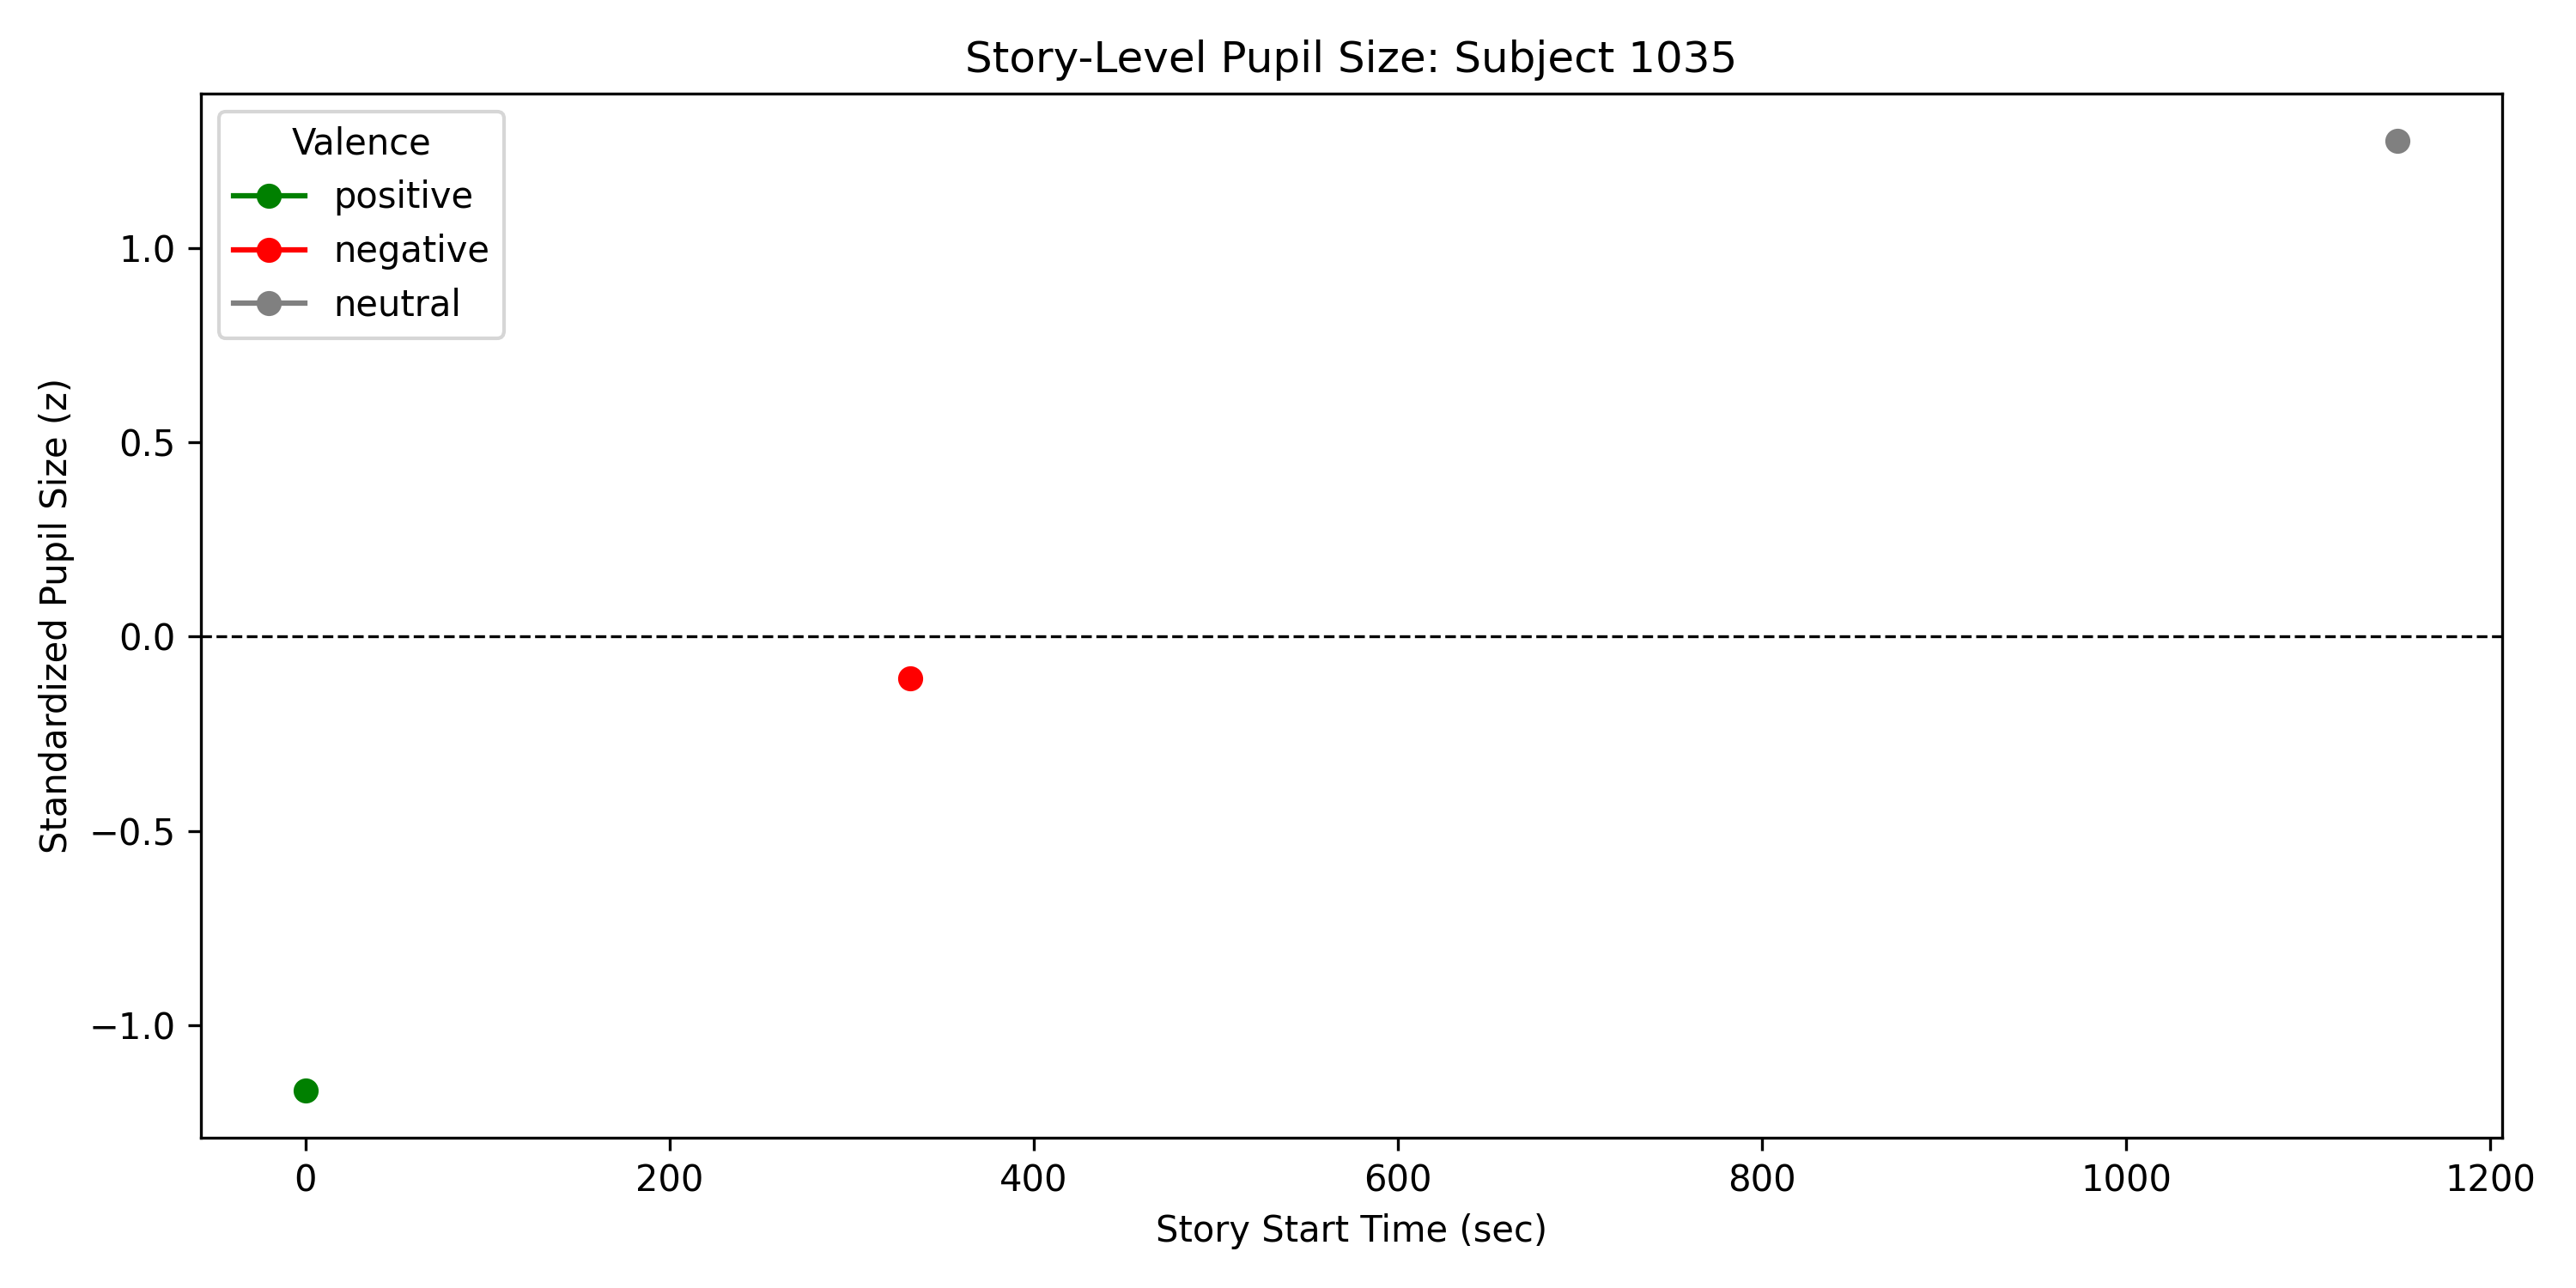 Story-Level Pupil Size: Subject 1035
Valence
positive
negative
neutral
Standardized Pupil Size (z)
1.0
0.5
0.0
−0.5
−1.0
0 200 400 600 800 1000 1200
Story Start Time (sec)